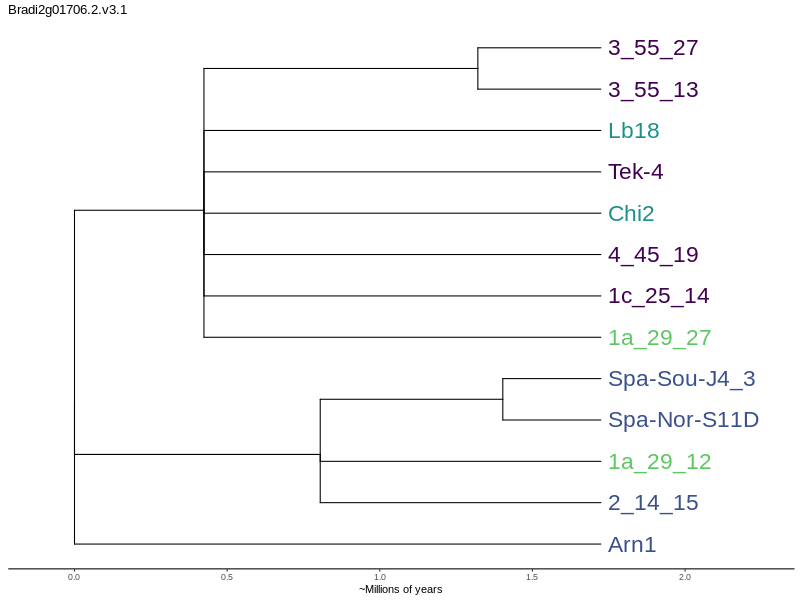 Bradi2g01706.2.v3.1
3_55_27
3_55_13
Lb18
Tek-4
Chi2
4_45_19
1c_25_14
1a_29_27
Spa-Sou-J4_3
Spa-Nor-S11D
1a_29_12
2_14_15
Arn1
0.0 0.5 1.0 1.5 2.0
~Millions of years